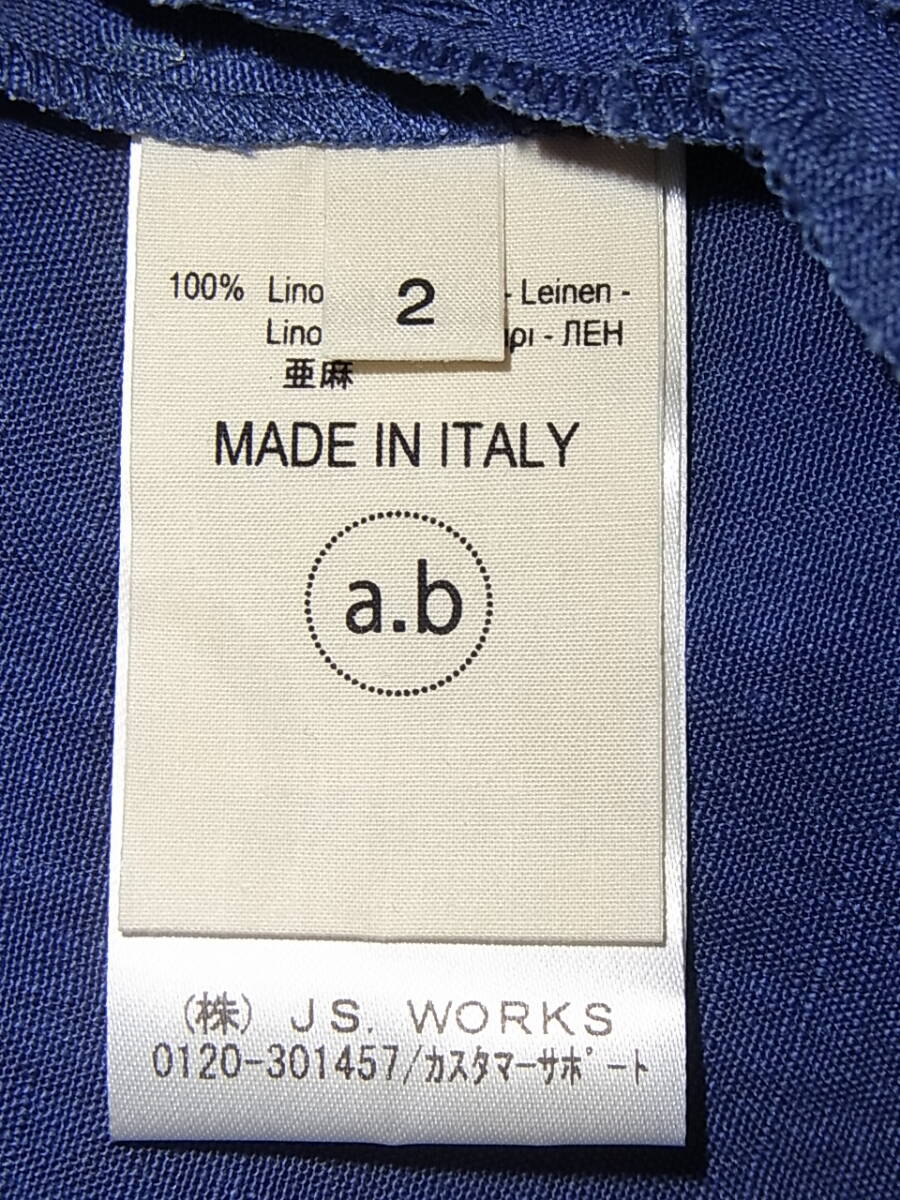 2
100% Lino - Leinen -
Lino - ЛЕН
亜麻
MADE IN ITALY
a.b
(株) JS. WORKS
0120-301457/カスタマーサポート